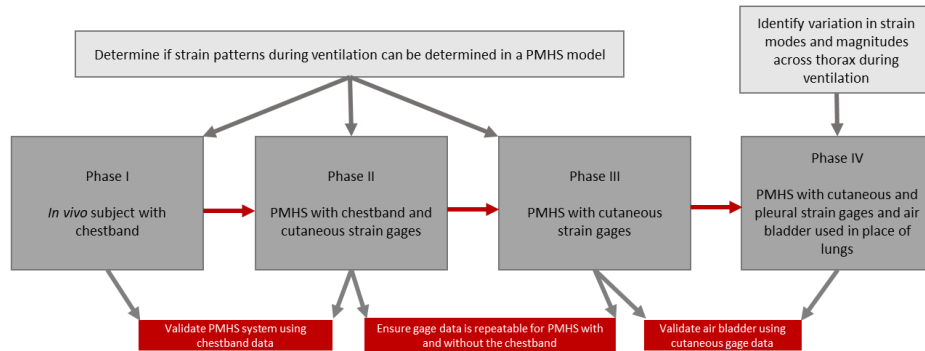 Determine if strain patterns during ventilation can be determined in a PMHS model
Identify variation in strain
modes and magnitudes
across thorax during
ventilation
Phase I
In vivo subject with
chestband
Phase II
PMHS with chestband and
cutaneous strain gages
Phase III
PMHS with cutaneous
strain gages
Phase IV
PMHS with cutaneous and
pleural strain gages and air
bladder used in place of
lungs
Validate PMHS system using
chestband data
Ensure gage data is repeatable for PMHS with
and without the chestband
Validate air bladder using
cutaneous gage data